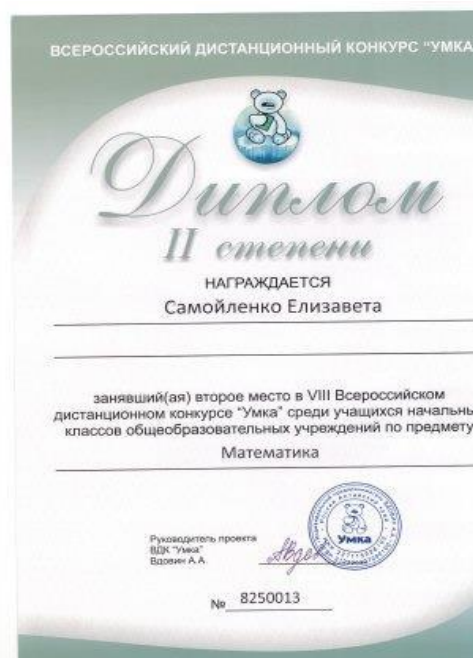 ВСЕРОССИЙСКИЙ ДИСТАНЦИОННЫЙ КОНКУРС "УМКА
Диплом
II степени
НАГРАЖДАЕТСЯ
Самойленко Елизавета
занявший(ая) второе место в VIII Всероссийском
дистанционном конкурсе "Умка" среди учащихся начальны
классов общеобразовательных учреждений по предмету
Математика
Руководитель проекта
ВДК "Умка"
Вдовин А.А.
Умка
№ 8250013